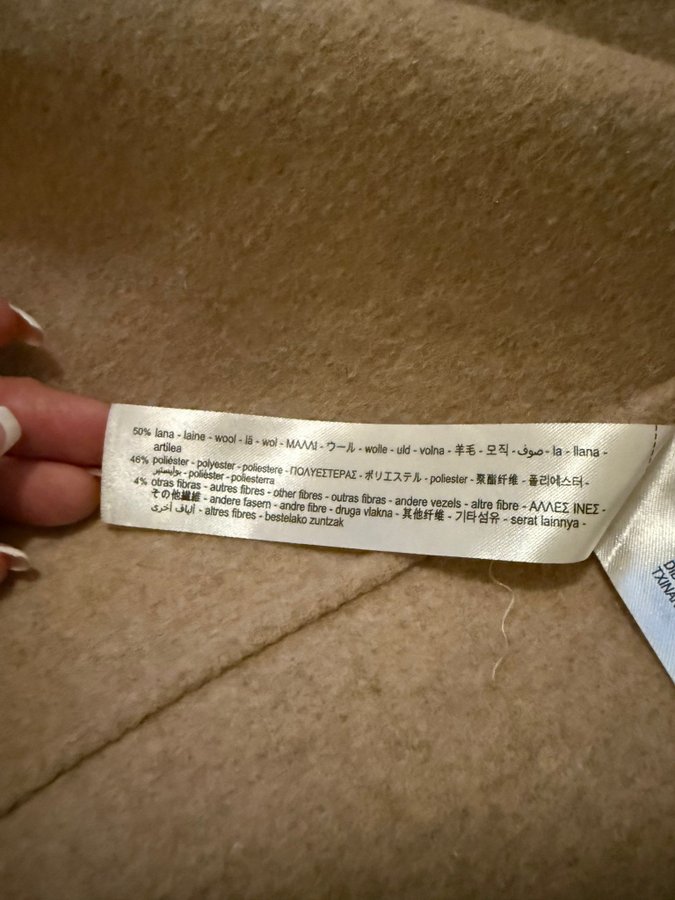 50% lana - laine - wool - lã - wol - ΜΑΛΛΙ - ウール - wolle - uld - volna - 羊毛 - 모직 - صوف - la - llana -
artilea
46% poliéster - polyester - poliestere - ΠΟΛΥΕΣΤΕΡΑΣ - ポリエステル - poliester - 聚酯纤维 - 폴리에스터 -
بوليستير - polièster - poliesterra
4% otras fibras - autres fibres - other fibres - outras fibras - andere vezels - altre fibre - ΑΛΛΕΣ ΙΝΕΣ -
その他繊維 - andere fasern - andre fibre - druga vlakna - 其他纤维 - 기타섬유 - serat lainnya -
ألياف أخرى - altres fibres - bestelako zuntzak